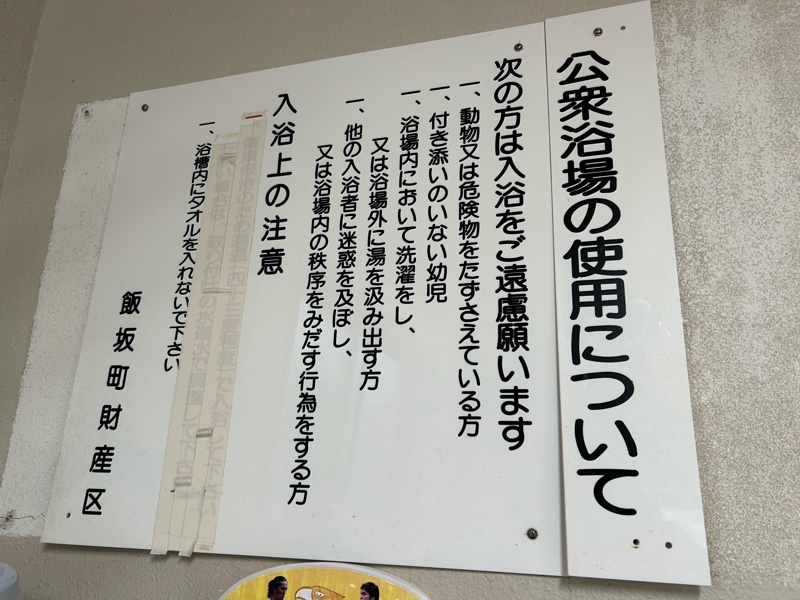 公衆浴場の使用について
次の方は入浴をご遠慮願います
一、動物又は危険物をたずさえている方
一、付き添いのいない幼児
一、浴場内において洗濯をし、
又は浴場外に湯を汲み出す方
一、他の入浴者に迷惑を及ぼし、
又は浴場内の秩序をみだす行為をする方
入浴上の注意
一、浴槽内にタオルを入れないで下さい
飯坂町財産区